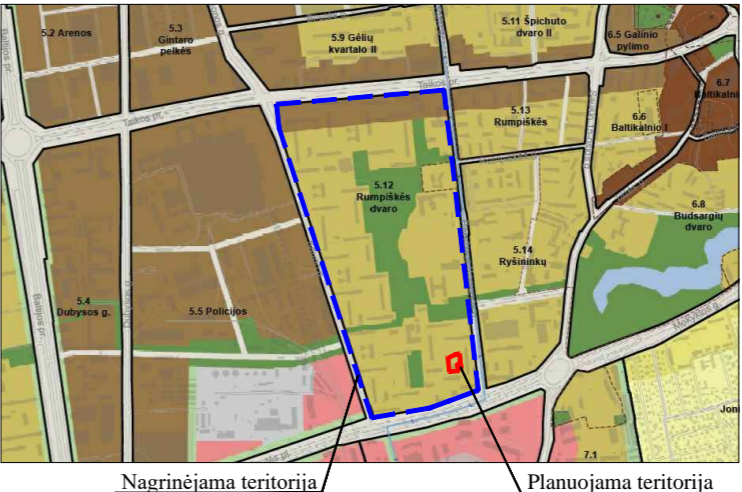 5.2 Arenos
5.3
Gintaro
pelkės
5.9 Gėlių
kvartalo II
5.11 Špichuto
dvaro II
6.5 Galinio
pylimo
6.7
Baltikalni
Baltijos pr.
Taikos pr.
Taikos pr.
5.13
Rumpiškės
6.6
Baltikalnio I
5.12
Rumpiškės
dvaro
6.8
Budsargių
dvaro
5.14
Ryšininkų
5.4
Dubysos g.
5.5 Policijos
Baltijos pr.
Dubysos g.
Mokyklos g.
Joni
7.1
Nagrinėjama teritorija
Planuojama teritorija